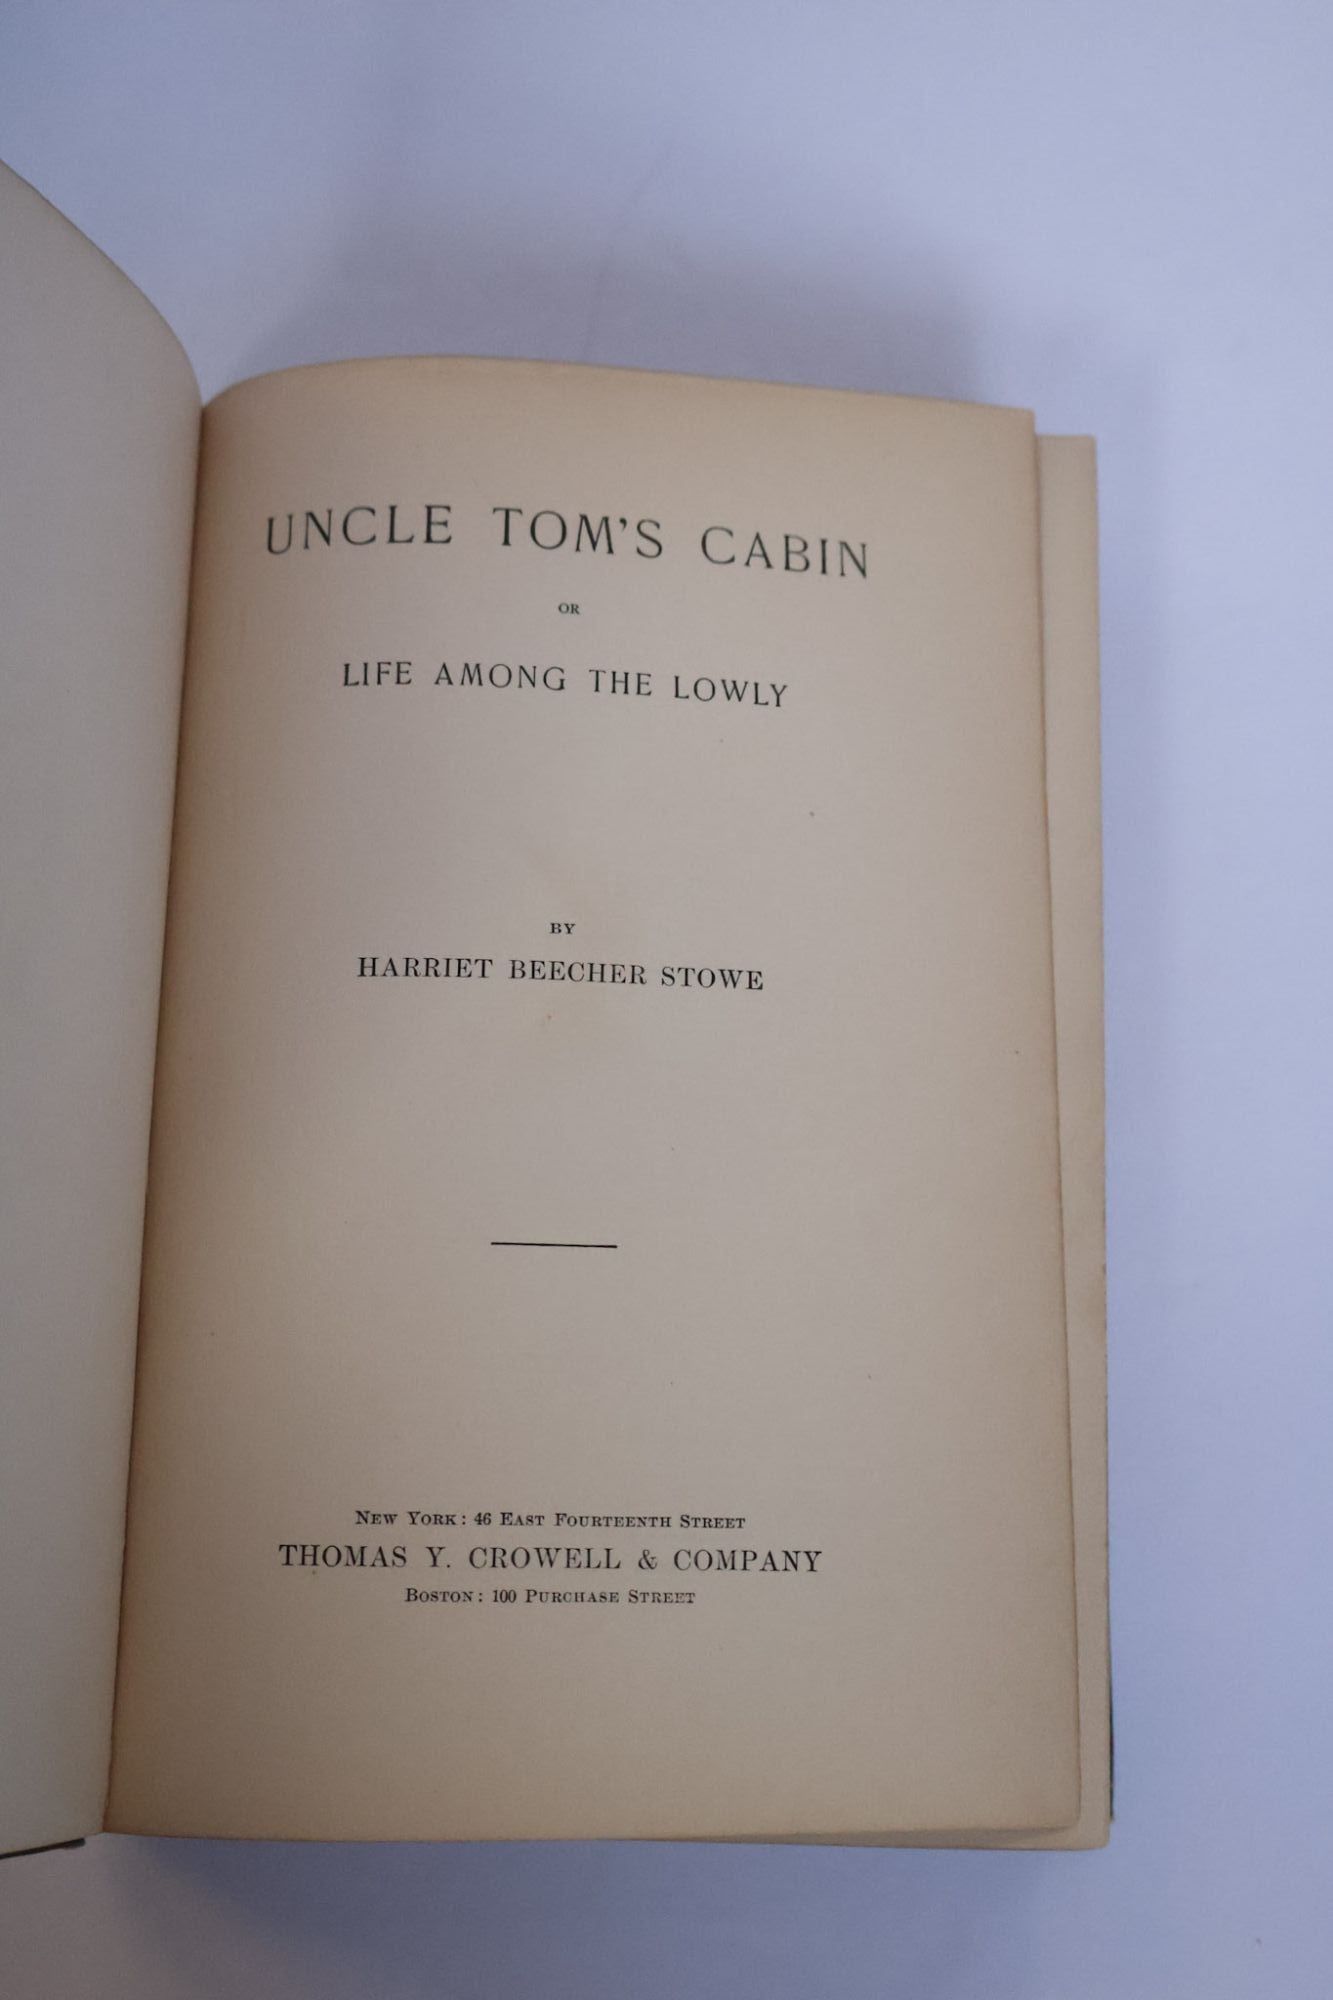 UNCLE TOM'S CABIN
OR
LIFE AMONG THE LOWLY
BY
HARRIET BEECHER STOWE
NEW YORK: 46 EAST FOURTEENTH STREET
THOMAS Y. CROWELL & COMPANY
BOSTON: 100 PURCHASE STREET